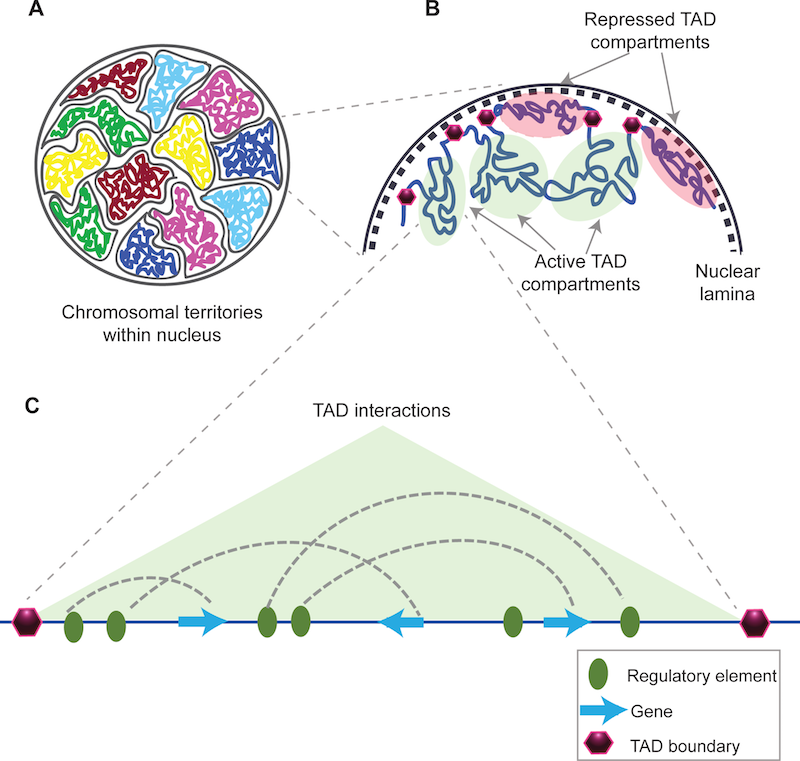 A
B
Repressed TAD
compartments
Active TAD
compartments
Nuclear
lamina
Chromosomal territories
within nucleus
C
TAD interactions
Regulatory element
Gene
TAD boundary